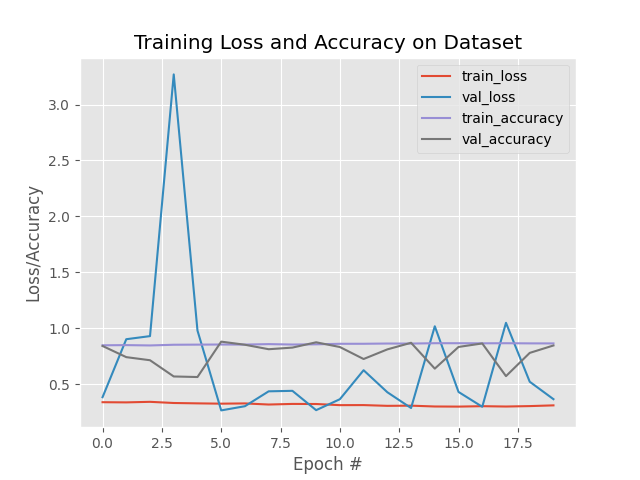 Training Loss and Accuracy on Dataset
train_loss
val_loss
train_accuracy
val_accuracy
3.0
2.5
2.0
1.5
1.0
0.5
Loss/Accuracy
0.0 2.5 5.0 7.5 10.0 12.5 15.0 17.5
Epoch #